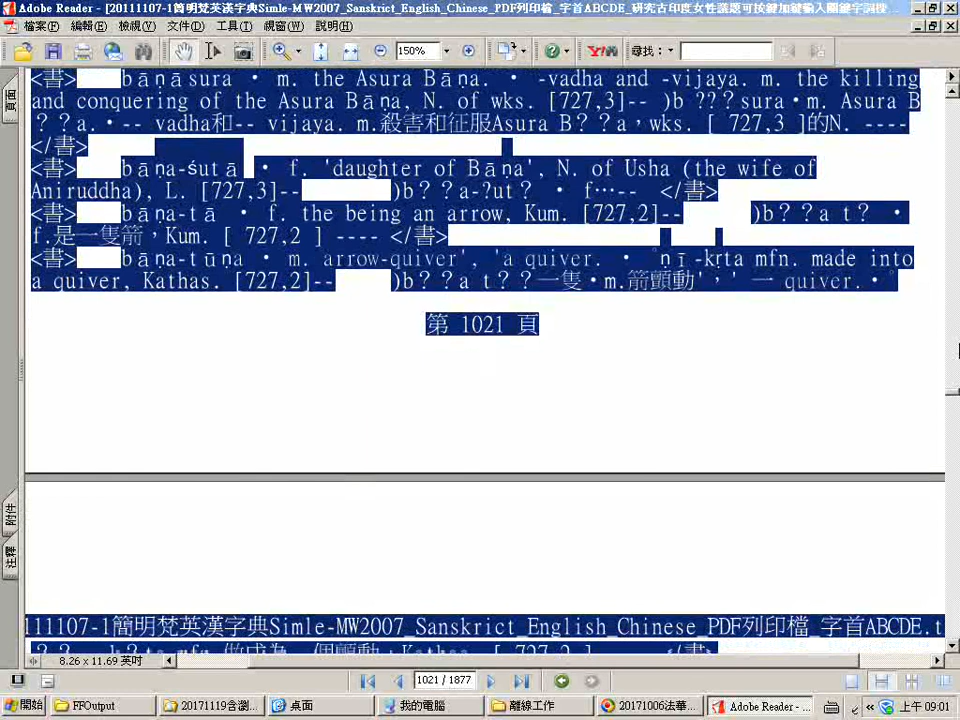 Adobe Reader - [20111107-1簡明梵英漢字典Simle-MW2007_Sanskrict_English_Chinese_PDF列印檔_字首ABCDE_研究古印度女性議題可按鍵加鍵輸入關鍵字詞搜
檔案(F) 編輯(E) 檢視(V) 文件(D) 工具(T) 視窗(W) 說明(H)
150% 尋找:
<書> bāṇāsura • m. the Asura Bāṇa. • -vadha and -vijaya. m. the killing
and conquering of the Asura Bāṇa, N. of wks. [727,3]-- )b ???sura•m. Asura B
??a.•-- vadha和-- vijaya. m.殺害和征服Asura B??a,wks. [ 727,3 ]的N. ----
</書>
<書> bāṇa-śutā • f. 'daughter of Bāṇa', N. of Usha (the wife of
Aniruddha), L. [727,3]-- )b??a-?ut? • f…-- </書>
<書> bāṇa-tā • f. the being an arrow, Kum. [727,2]-- )b??a t? •
f.是一隻箭,Kum. [ 727,2 ] ---- </書>
<書> bāṇa-tūṇa • m. arrow-quiver', 'a quiver. • °ṇī-kṛta mfn. made into
a quiver, Kathas. [727,2]-- )b??a t??一隻•m.箭顫動','一 quiver.•°
第 1021 頁
111107-1簡明梵英漢字典Simle-MW2007_Sanskrict_English_Chinese_PDF列印檔_字首ABCDE.t
頁面
附件
註釋
8.26 x 11.69 英吋
1021 / 1877
開始 FFOutput 20171119含瀏... 桌面 我的電腦 離線工作 20171006法華... Adobe Reader - ... 上午 09:01